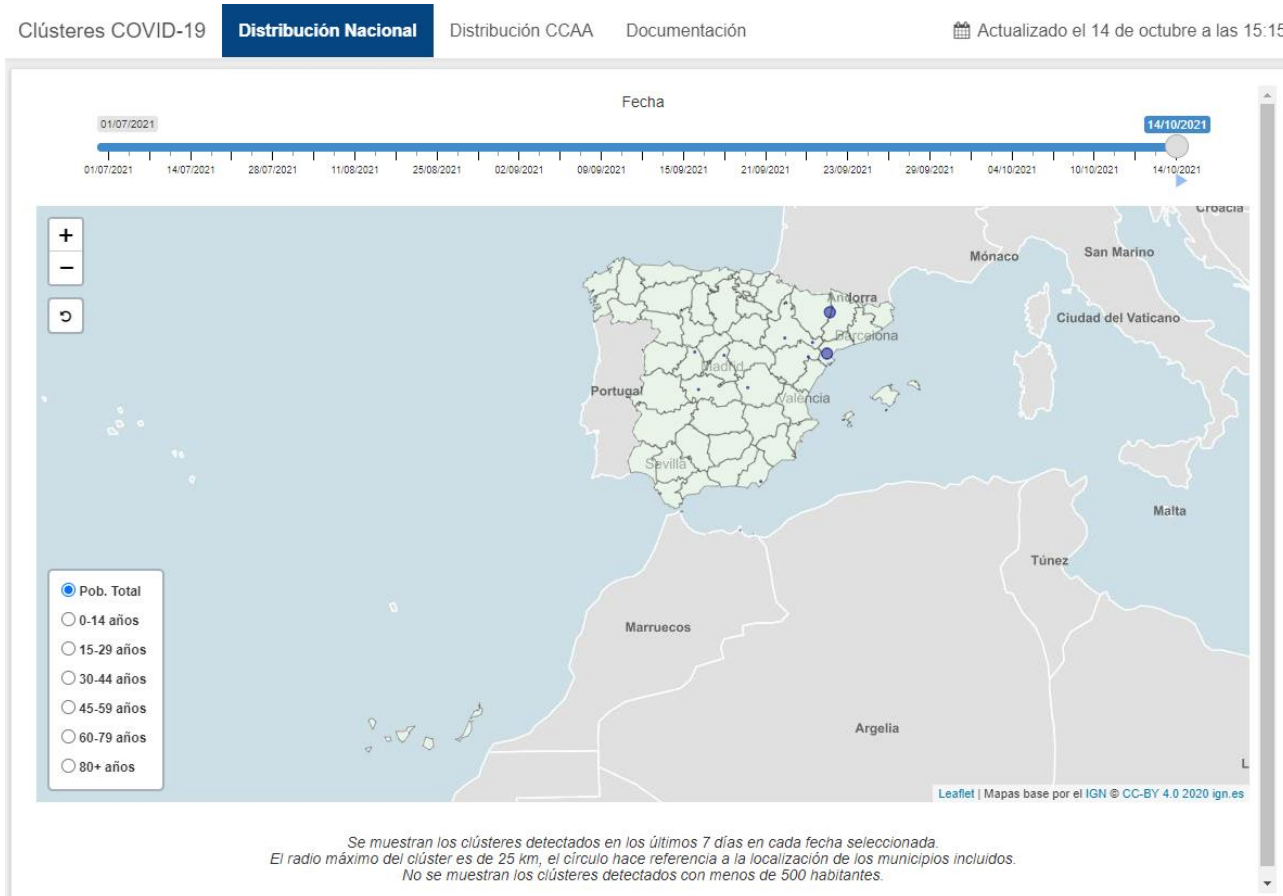 Clústeres COVID-19 Distribución Nacional Distribución CCAA Documentación Actualizado el 14 de octubre a las 15:15
Fecha
01/07/2021 14/10/2021
01/07/2021 14/07/2021 28/07/2021 11/08/2021 25/08/2021 02/09/2021 09/09/2021 15/09/2021 21/09/2021 23/09/2021 29/09/2021 04/10/2021 10/10/2021 14/10/2021
+
−
Croacia
Mónaco San Marino
Andorra
Ciudad del Vaticano
Barcelona
Madrid
Portugal
València
Sevilla
Malta
Túnez
Marruecos
Argelia
L
Pob. Total
0-14 años
15-29 años
30-44 años
45-59 años
60-79 años
80+ años
Leaflet | Mapas base por el IGN © CC-BY 4.0 2020 ign.es
Se muestran los clústeres detectados en los últimos 7 días en cada fecha seleccionada.
El radio máximo del clúster es de 25 km, el círculo hace referencia a la localización de los municipios incluidos.
No se muestran los clústeres detectados con menos de 500 habitantes.